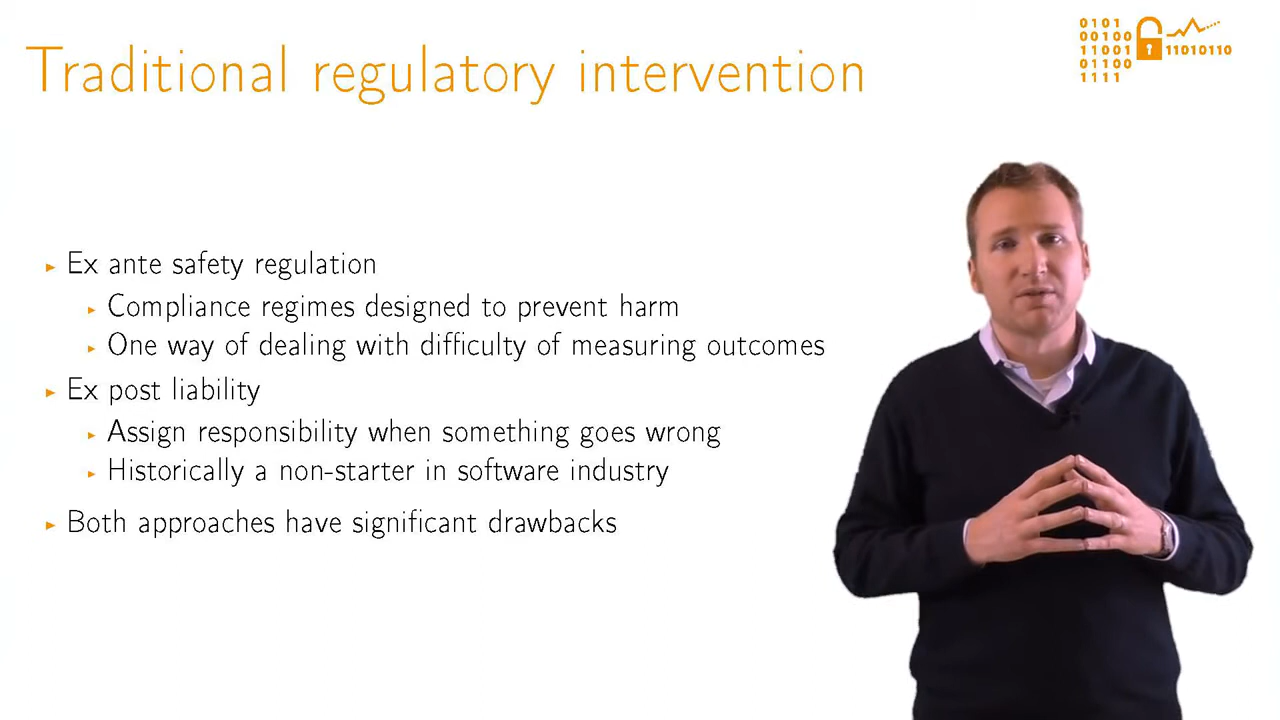 Traditional regulatory intervention
0101
00100
11001
01100
1111
11010110
▸ Ex ante safety regulation
▸ Compliance regimes designed to prevent harm
▸ One way of dealing with difficulty of measuring outcomes
▸ Ex post liability
▸ Assign responsibility when something goes wrong
▸ Historically a non-starter in software industry
▸ Both approaches have significant drawbacks